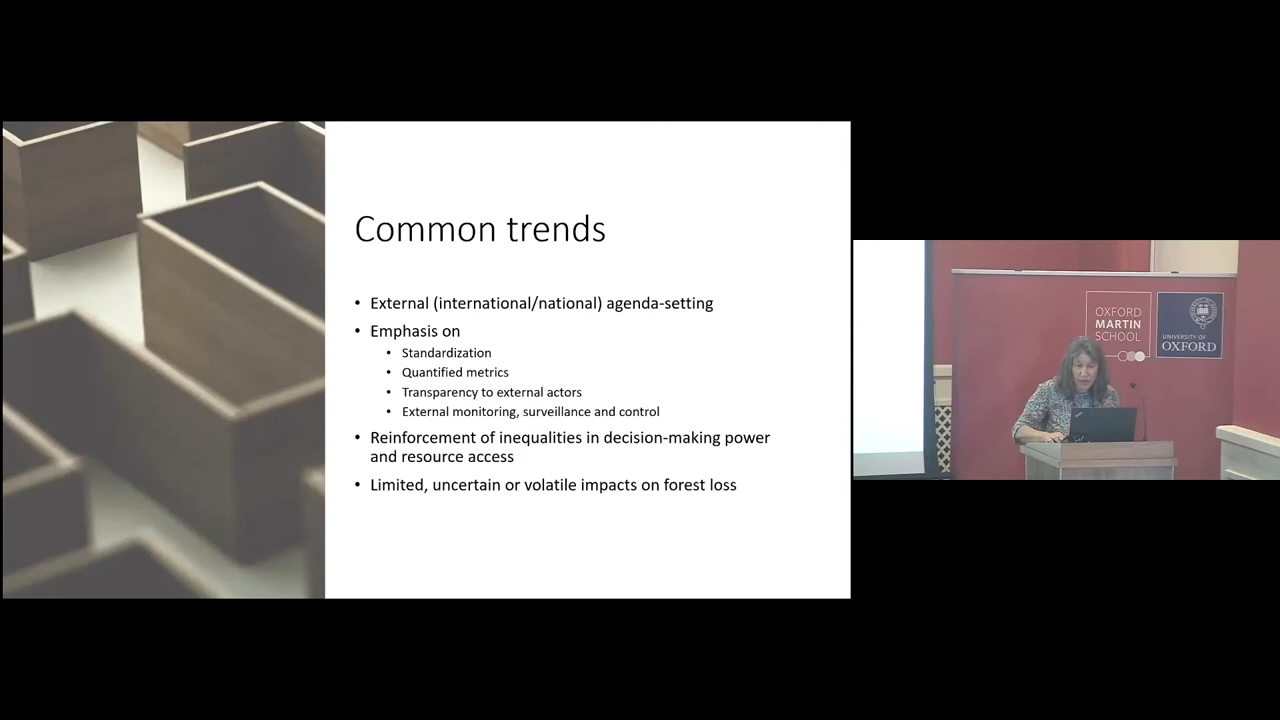 Common trends
• External (international/national) agenda-setting
• Emphasis on
• Standardization
• Quantified metrics
• Transparency to external actors
• External monitoring, surveillance and control
• Reinforcement of inequalities in decision-making power
and resource access
• Limited, uncertain or volatile impacts on forest loss
OXFORD
MARTIN
SCHOOL
UNIVERSITY OF
OXFORD